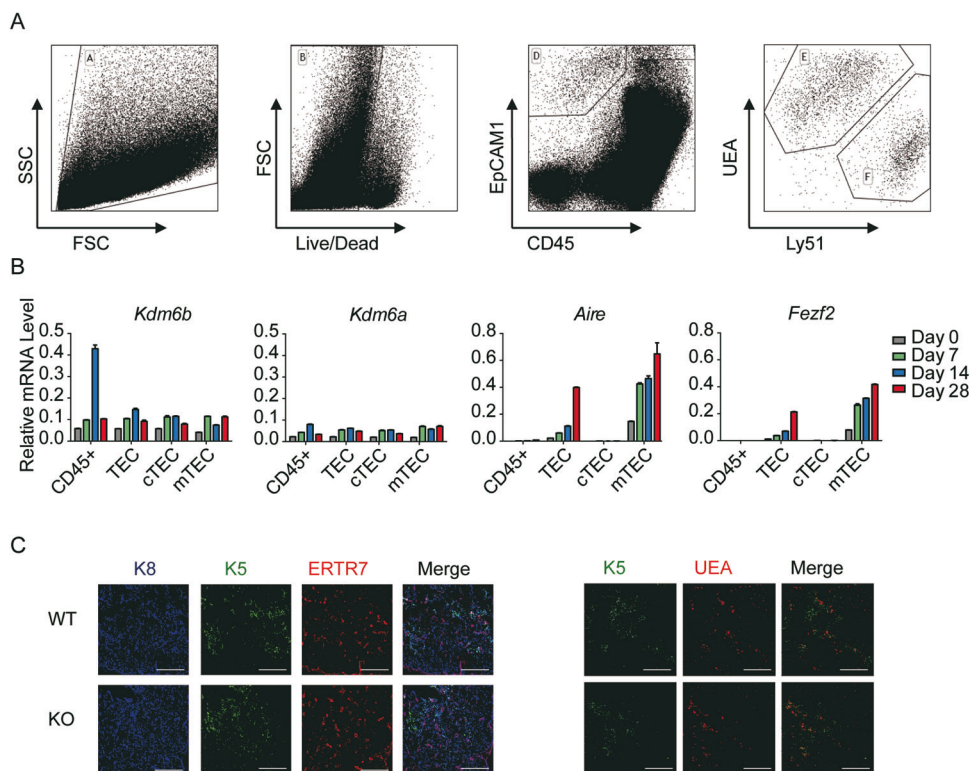 A
A
SSC
FSC
B
FSC
Live/Dead
D
EpCAM1
CD45
E
F
UEA
Ly51
B
Relative mRNA Level
Kdm6b
0.5
0.4
0.3
0.2
0.1
0.0
CD45+ TEC cTEC mTEC
Kdm6a
0.5
0.4
0.3
0.2
0.1
0.0
CD45+ TEC cTEC mTEC
Aire
0.8
0.6
0.4
0.2
0.0
CD45+ TEC cTEC mTEC
Fezf2
0.8
0.6
0.4
0.2
0.0
CD45+ TEC cTEC mTEC
Day 0
Day 7
Day 14
Day 28
C
K8 K5 ERTR7 Merge K5 UEA Merge
WT
KO